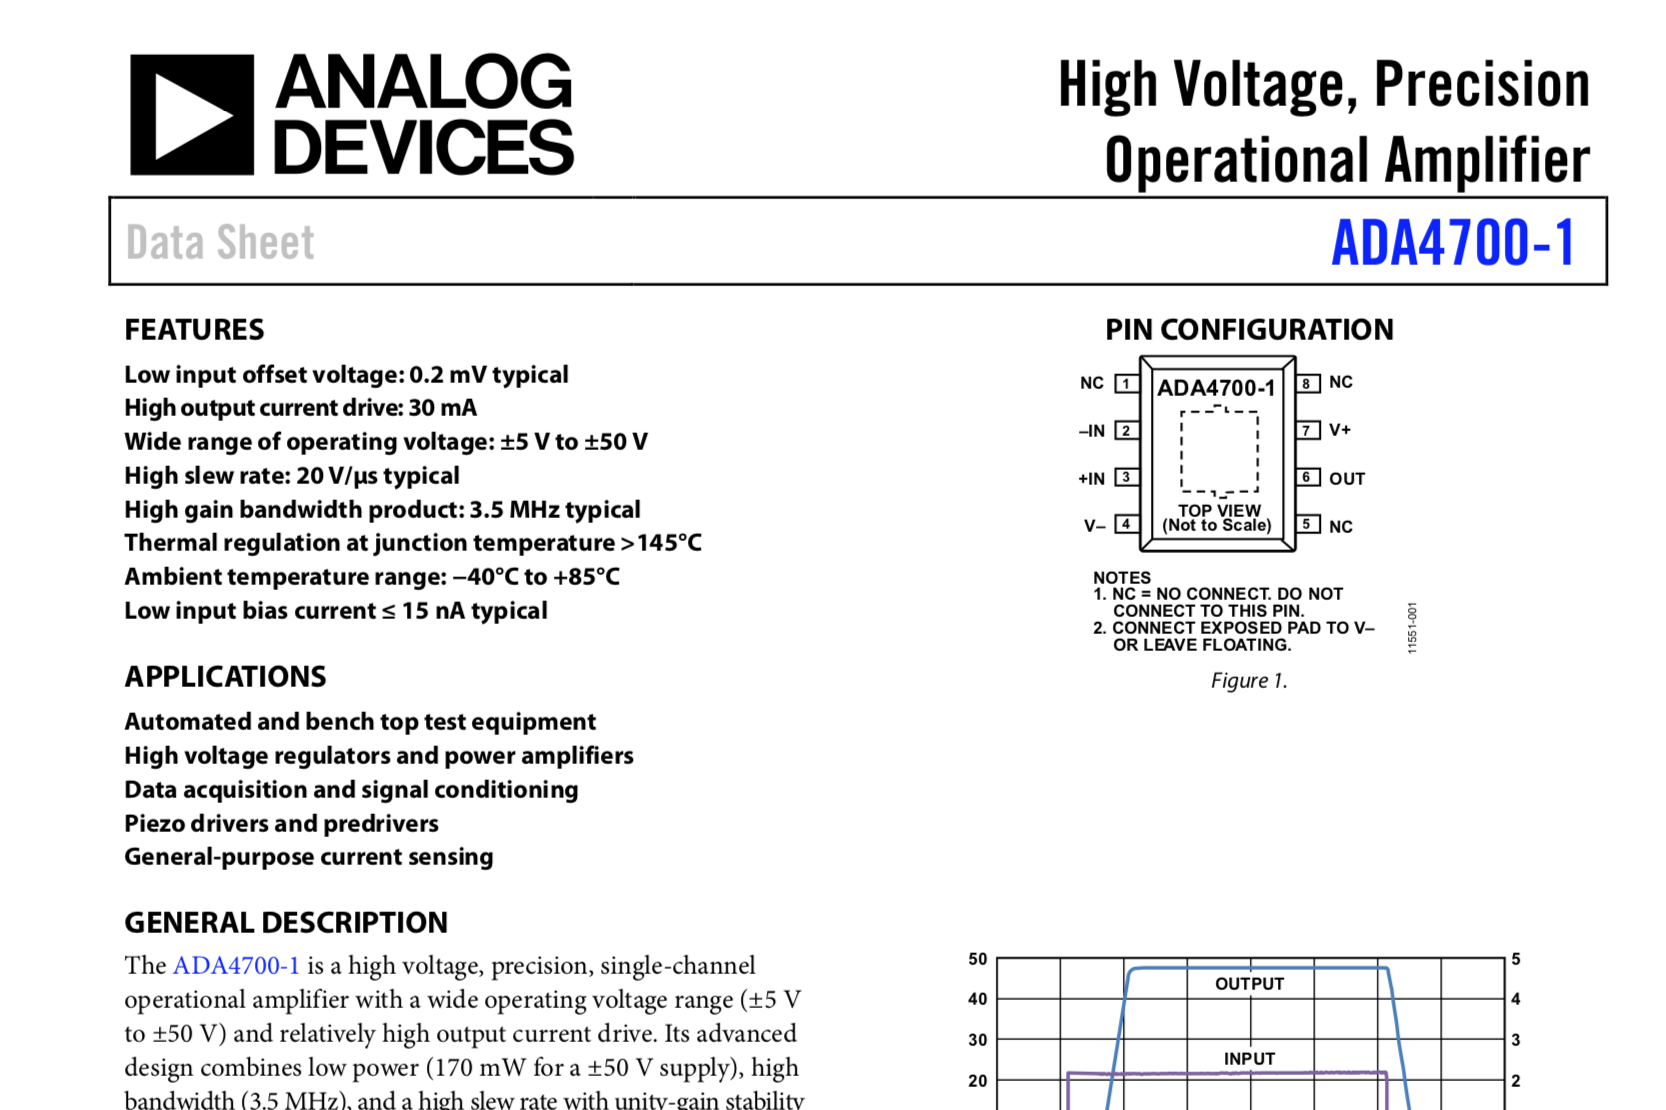 ANALOG
DEVICES
High Voltage, Precision
Operational Amplifier
Data Sheet
ADA4700-1
FEATURES
Low input offset voltage: 0.2 mV typical
High output current drive: 30 mA
Wide range of operating voltage: ±5 V to ±50 V
High slew rate: 20 V/µs typical
High gain bandwidth product: 3.5 MHz typical
Thermal regulation at junction temperature >145°C
Ambient temperature range: −40°C to +85°C
Low input bias current ≤ 15 nA typical
APPLICATIONS
Automated and bench top test equipment
High voltage regulators and power amplifiers
Data acquisition and signal conditioning
Piezo drivers and predrivers
General-purpose current sensing
GENERAL DESCRIPTION
The ADA4700-1 is a high voltage, precision, single-channel
operational amplifier with a wide operating voltage range (±5 V
to ±50 V) and relatively high output current drive. Its advanced
design combines low power (170 mW for a ±50 V supply), high
bandwidth (3.5 MHz), and a high slew rate with unity-gain stability
PIN CONFIGURATION
NC 1 ADA4700-1 8 NC
–IN 2 7 V+
+IN 3 6 OUT
V– 4 TOP VIEW 5 NC
(Not to Scale)
NOTES
1. NC = NO CONNECT. DO NOT
CONNECT TO THIS PIN.
2. CONNECT EXPOSED PAD TO V–
OR LEAVE FLOATING.
11551-001
Figure 1.
50 5
OUTPUT
40 4
30 3
INPUT
20 2